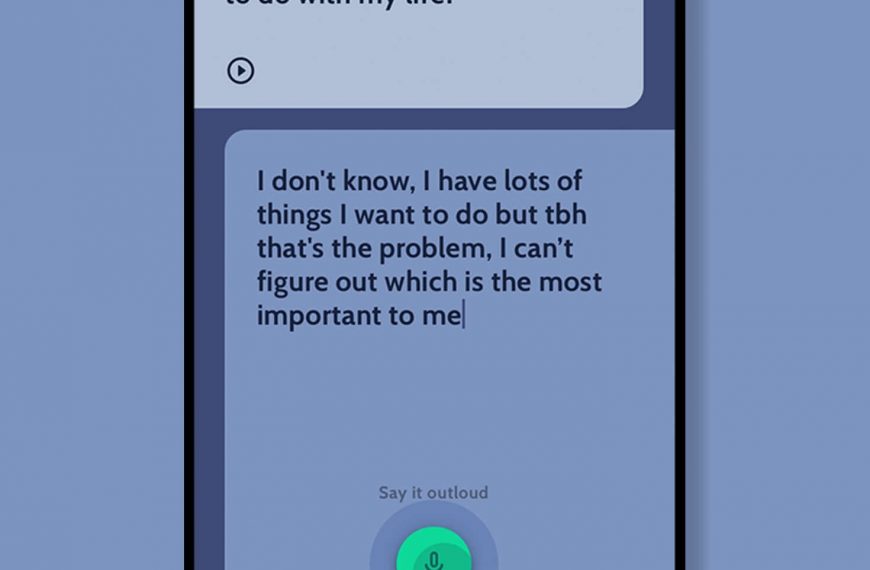 to do with my life?
I don't know, I have lots of
things I want to do but tbh
that's the problem, I can’t
figure out which is the most
important to me
Say it outloud